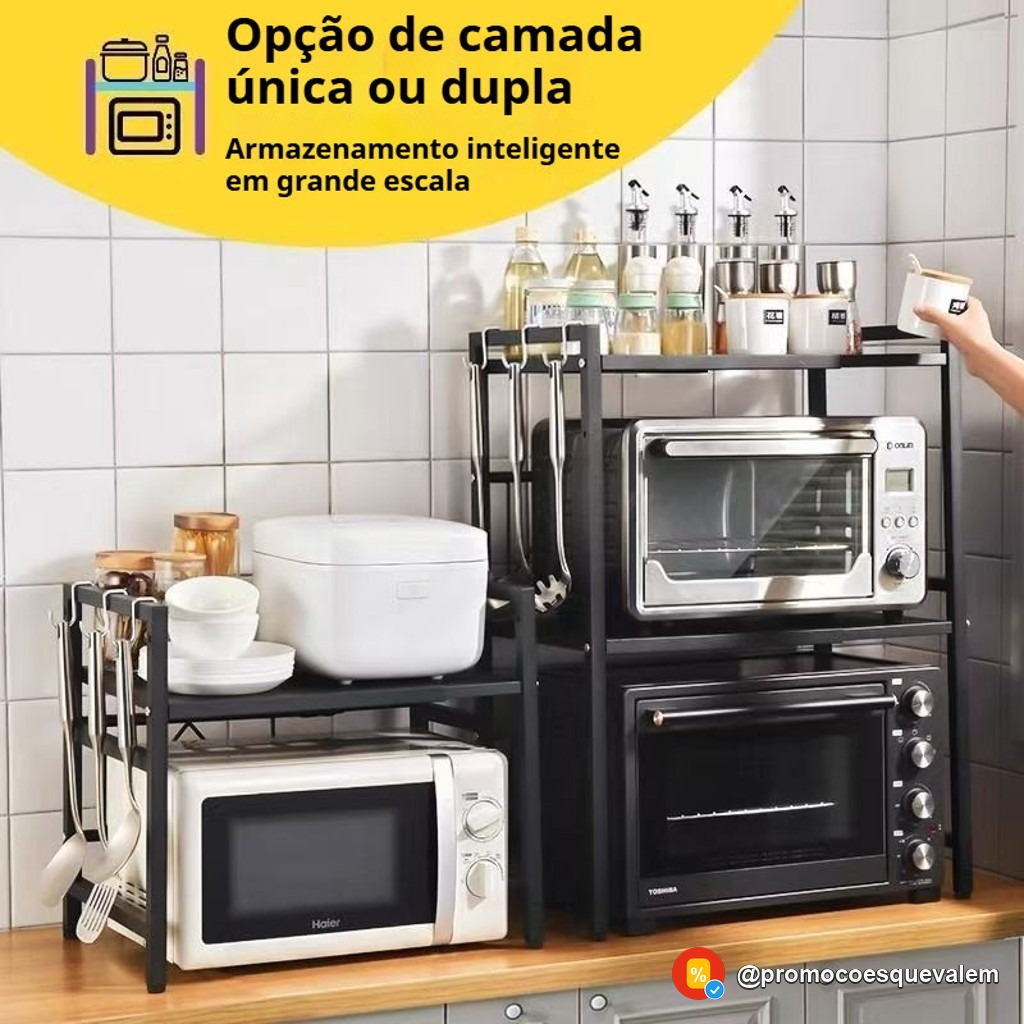 Opção de camada
única ou dupla
Armazenamento inteligente
em grande escala
Haier
TOSHIBA
%
@promocoesquevalem